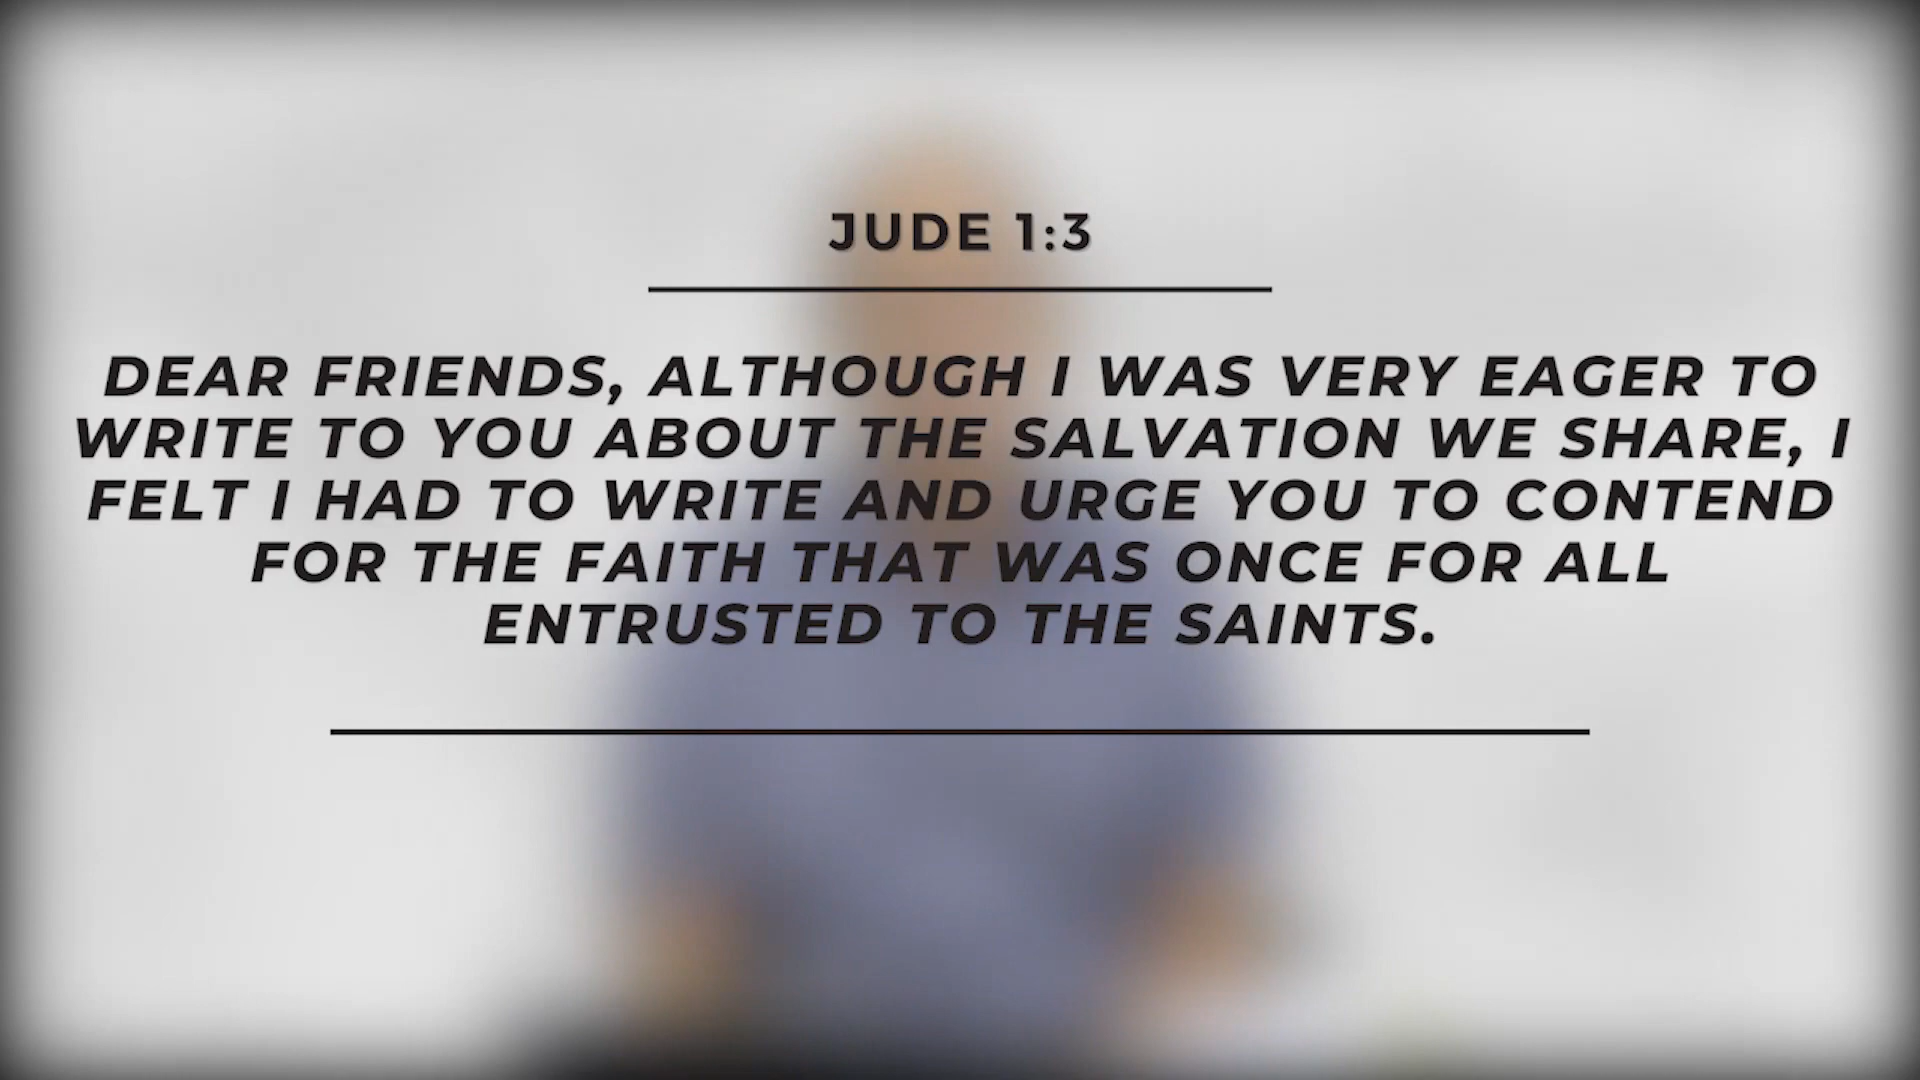 JUDE 1:3
DEAR FRIENDS, ALTHOUGH I WAS VERY EAGER TO
WRITE TO YOU ABOUT THE SALVATION WE SHARE, I
FELT I HAD TO WRITE AND URGE YOU TO CONTEND
FOR THE FAITH THAT WAS ONCE FOR ALL
ENTRUSTED TO THE SAINTS.